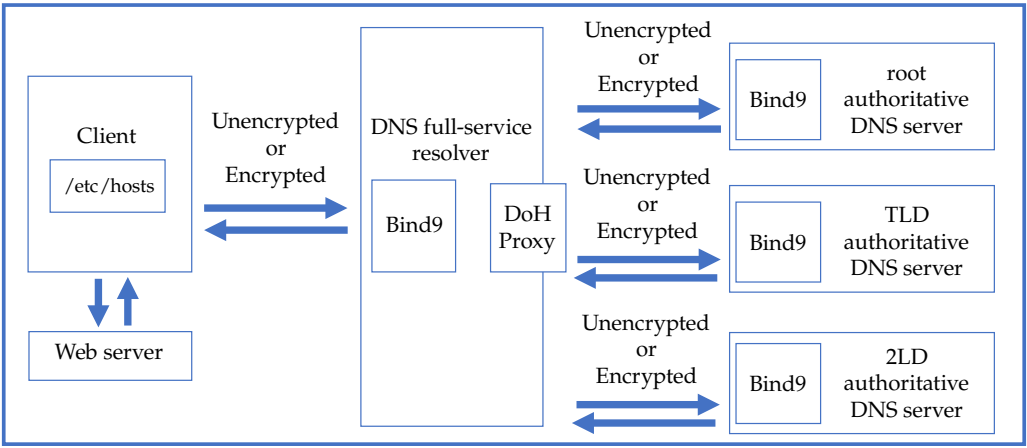 Client
/etc/hosts
Web server
Unencrypted
or
Encrypted
DNS full-service
resolver
Bind9
DoH
Proxy
Unencrypted
or
Encrypted
Bind9
root
authoritative
DNS server
Unencrypted
or
Encrypted
Bind9
TLD
authoritative
DNS server
Unencrypted
or
Encrypted
Bind9
2LD
authoritative
DNS server